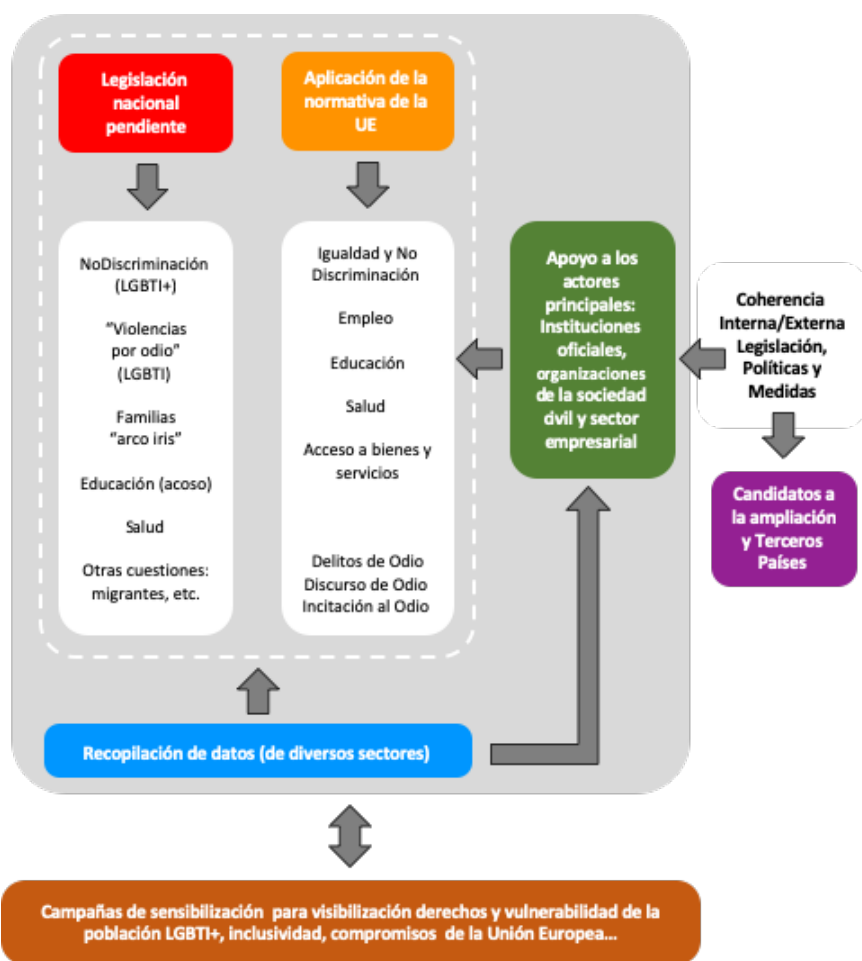 Legislación
nacional
pendiente
Aplicación de la
normativa de la
UE
NoDiscriminación
(LGBTI+)
“Violencias
por odio”
(LGBTI)
Familias
“arco iris”
Educación (acoso)
Salud
Otras cuestiones:
migrantes, etc.
Igualdad y No
Discriminación
Empleo
Educación
Salud
Acceso a bienes y
servicios
Delitos de Odio
Discurso de Odio
Incitación al Odio
Apoyo a los
actores
principales:
Instituciones
oficiales,
organizaciones
de la sociedad
civil y sector
empresarial
Coherencia
Interna/Externa
Legislación,
Políticas y
Medidas
Candidatos a
la ampliación
y Terceros
Países
Recopilación de datos (de diversos sectores)
Campañas de sensibilización para visibilización derechos y vulnerabilidad de la
población LGBTI+, inclusividad, compromisos de la Unión Europea...